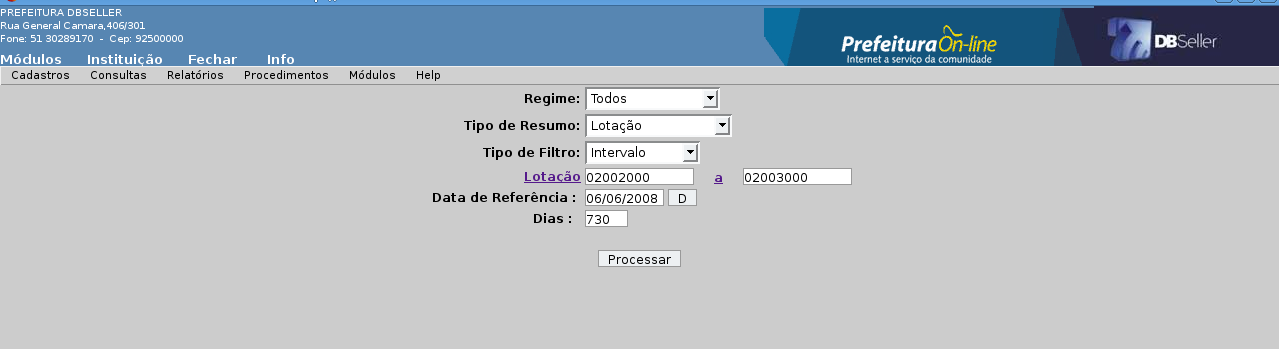 PREFEITURA DBSELLER
Rua General Camara,406/301
Fone: 51 30289170 - Cep: 92500000
Prefeitura On-line
Internet a serviço da comunidade
DBSeller
Módulos Instituição Fechar Info
Cadastros Consultas Relatórios Procedimentos Módulos Help
Regime: Todos
Tipo de Resumo: Lotação
Tipo de Filtro: Intervalo
Lotação 02002000 a 02003000
Data de Referência : 06/06/2008 D
Dias : 730
Processar